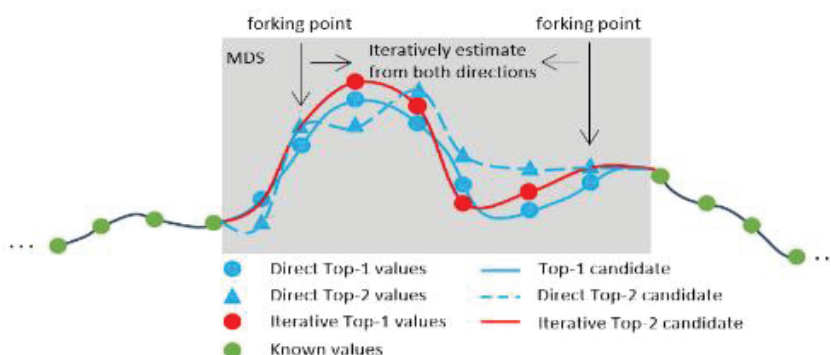 forking point forking point
MDS Iteratively estimate
from both directions
... ..
Direct Top-1 values Top-1 candidate
Direct Top-2 values Direct Top-2 candidate
Iterative Top-1 values Iterative Top-2 candidate
Known values